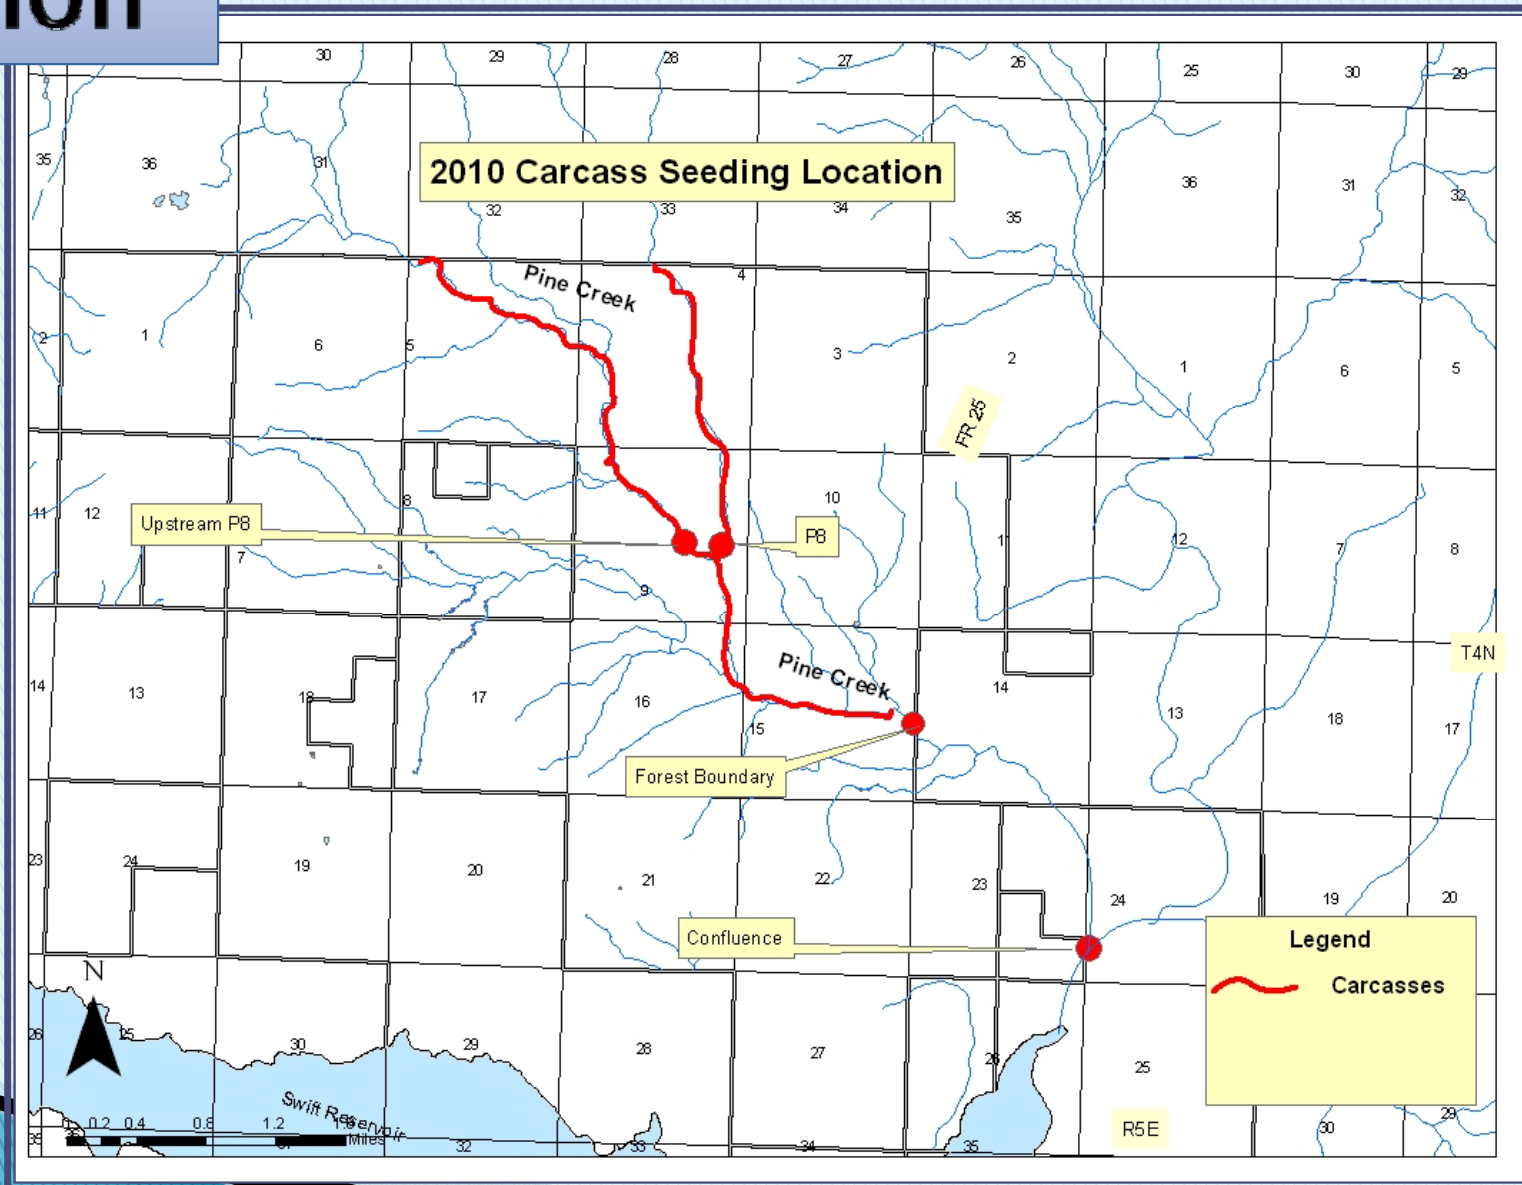 30 29 28 27 26 25 30 29
35 36 31
2010 Carcass Seeding Location
32 33 34 35 36 31 32
Pine Creek
4
2 1 6 5 3 2 1 6 5
FR 25
11 12
Upstream P8
7 8 9 10
P8
1 12 7 8
T4N
Pine Creek
14 13 18 17 16 15 14 13 18 17
Forest Boundary
23 24 19 20 21 22 23 24 19 20
Confluence
Legend
Carcasses
N
26 25 30 29 28 27 26 25 29
Swift Reservoir
0.2 0.4 0.8 1.2
Miles
35 36 32 33 34 35 30
R5E